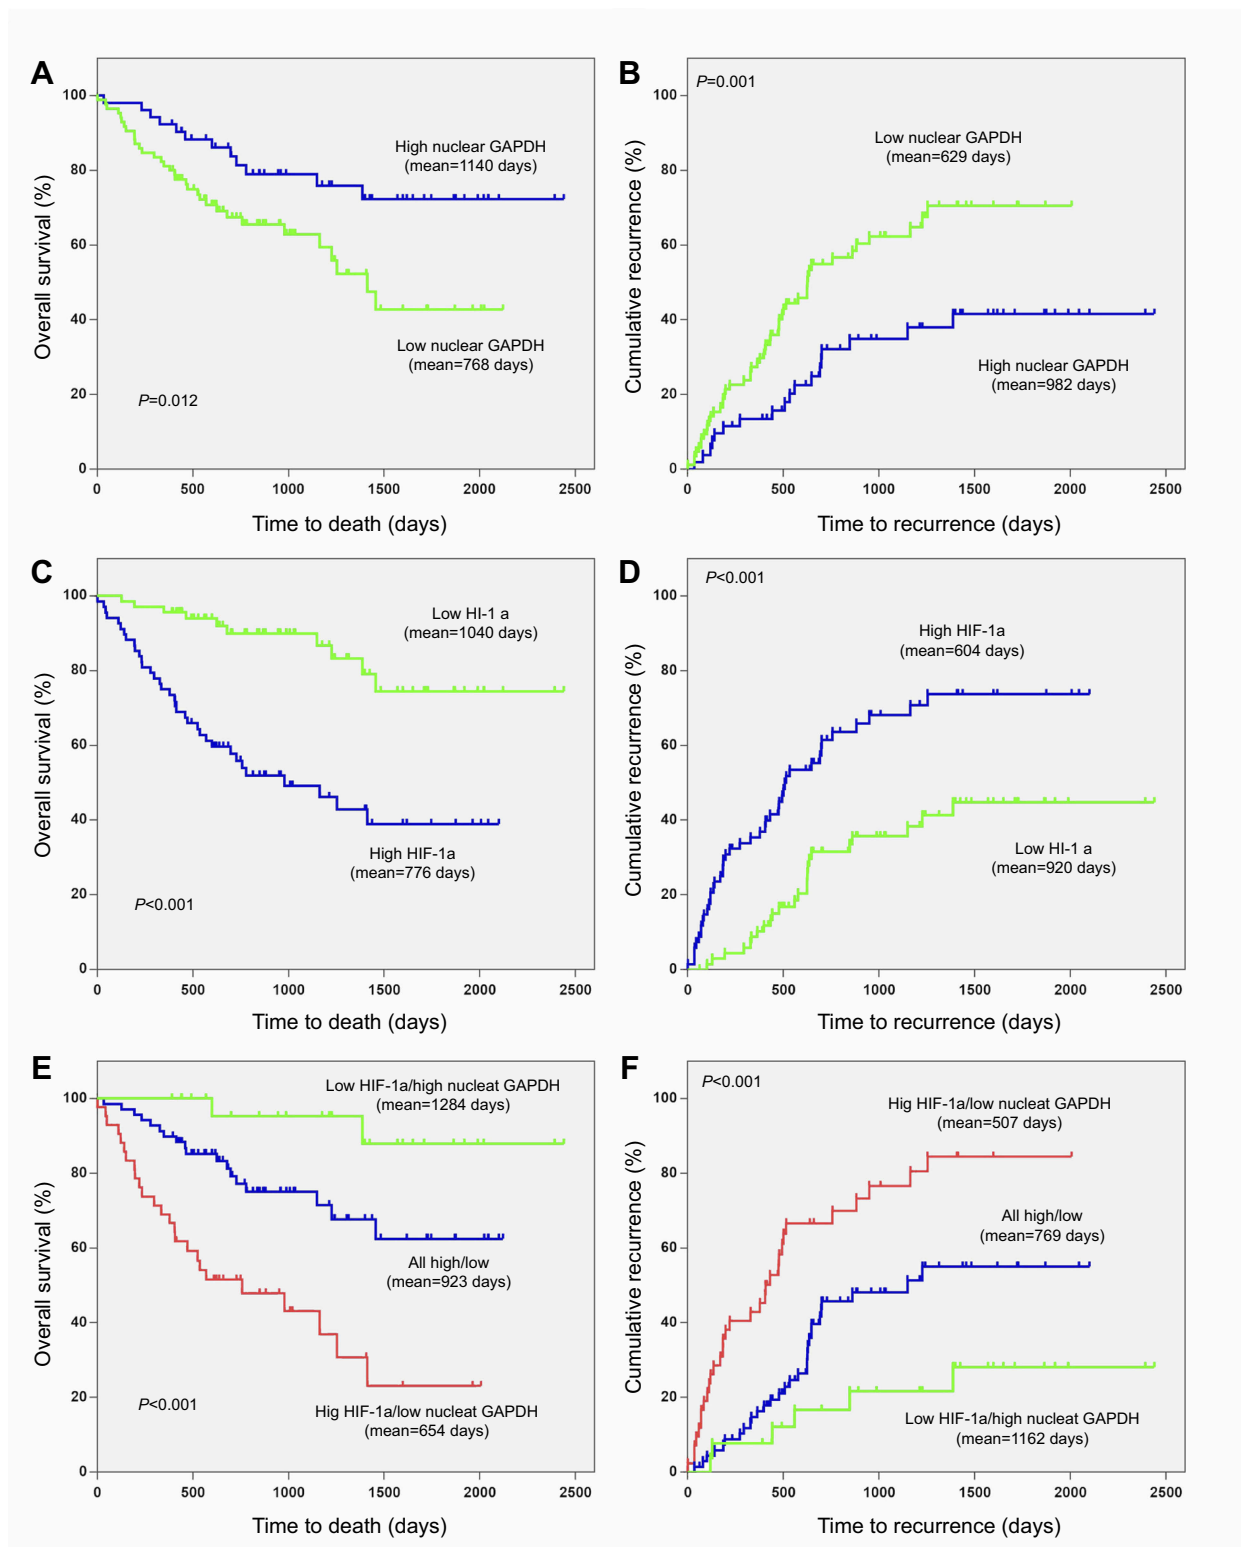 A
Overall survival (%)
100
80
60
40
20
0
High nuclear GAPDH
(mean=1140 days)
Low nuclear GAPDH
(mean=768 days)
P=0.012
0 500 1000 1500 2000 2500
Time to death (days)
B
Cumulative recurrence (%)
P=0.001
100
80
60
40
20
0
Low nuclear GAPDH
(mean=629 days)
High nuclear GAPDH
(mean=982 days)
0 500 1000 1500 2000 2500
Time to recurrence (days)
C
Overall survival (%)
100
80
60
40
20
0
Low HI-1 a
(mean=1040 days)
High HIF-1a
(mean=776 days)
P<0.001
0 500 1000 1500 2000 2500
Time to death (days)
D
Cumulative recurrence (%)
P<0.001
100
80
60
40
20
0
High HIF-1a
(mean=604 days)
Low HI-1 a
(mean=920 days)
0 500 1000 1500 2000 2500
Time to recurrence (days)
E
Overall survival (%)
100
80
60
40
20
0
Low HIF-1a/high nucleat GAPDH
(mean=1284 days)
All high/low
(mean=923 days)
P<0.001
Hig HIF-1a/low nucleat GAPDH
(mean=654 days)
0 500 1000 1500 2000 2500
Time to death (days)
F
Cumulative recurrence (%)
P<0.001
100
80
60
40
20
0
Hig HIF-1a/low nucleat GAPDH
(mean=507 days)
All high/low
(mean=769 days)
Low HIF-1a/high nucleat GAPDH
(mean=1162 days)
0 500 1000 1500 2000 2500
Time to recurrence (days)